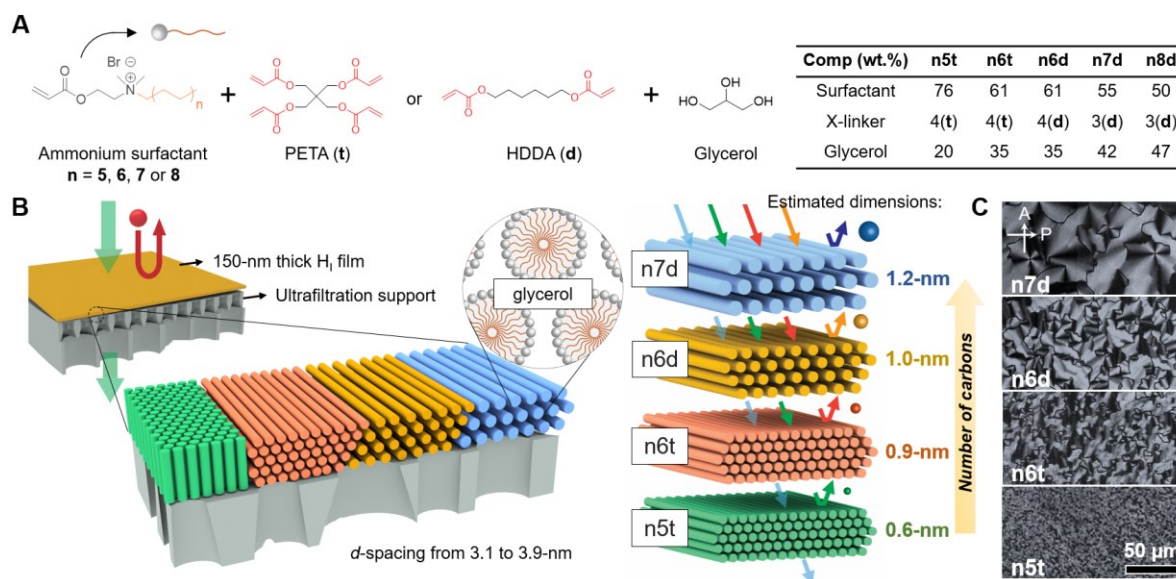 A
Br ⊖
O
O
N
⊕
n
+
O
O
O
O
O
O
O
O
or
O
O
O
O
+
OH
HO
OH
Ammonium surfactant
n = 5, 6, 7 or 8
PETA (t)
HDDA (d)
Glycerol
Comp (wt.%) n5t n6t n6d n7d n8d
Surfactant 76 61 61 55 50
X-linker 4(t) 4(t) 4(d) 3(d) 3(d)
Glycerol 20 35 35 42 47
B
150-nm thick HI film
Ultrafiltration support
glycerol
d-spacing from 3.1 to 3.9-nm
Estimated dimensions:
n7d
1.2-nm
n6d
1.0-nm
n6t
0.9-nm
n5t
0.6-nm
Number of carbons
C
A
P
n7d
n6d
n6t
n5t
50 μm